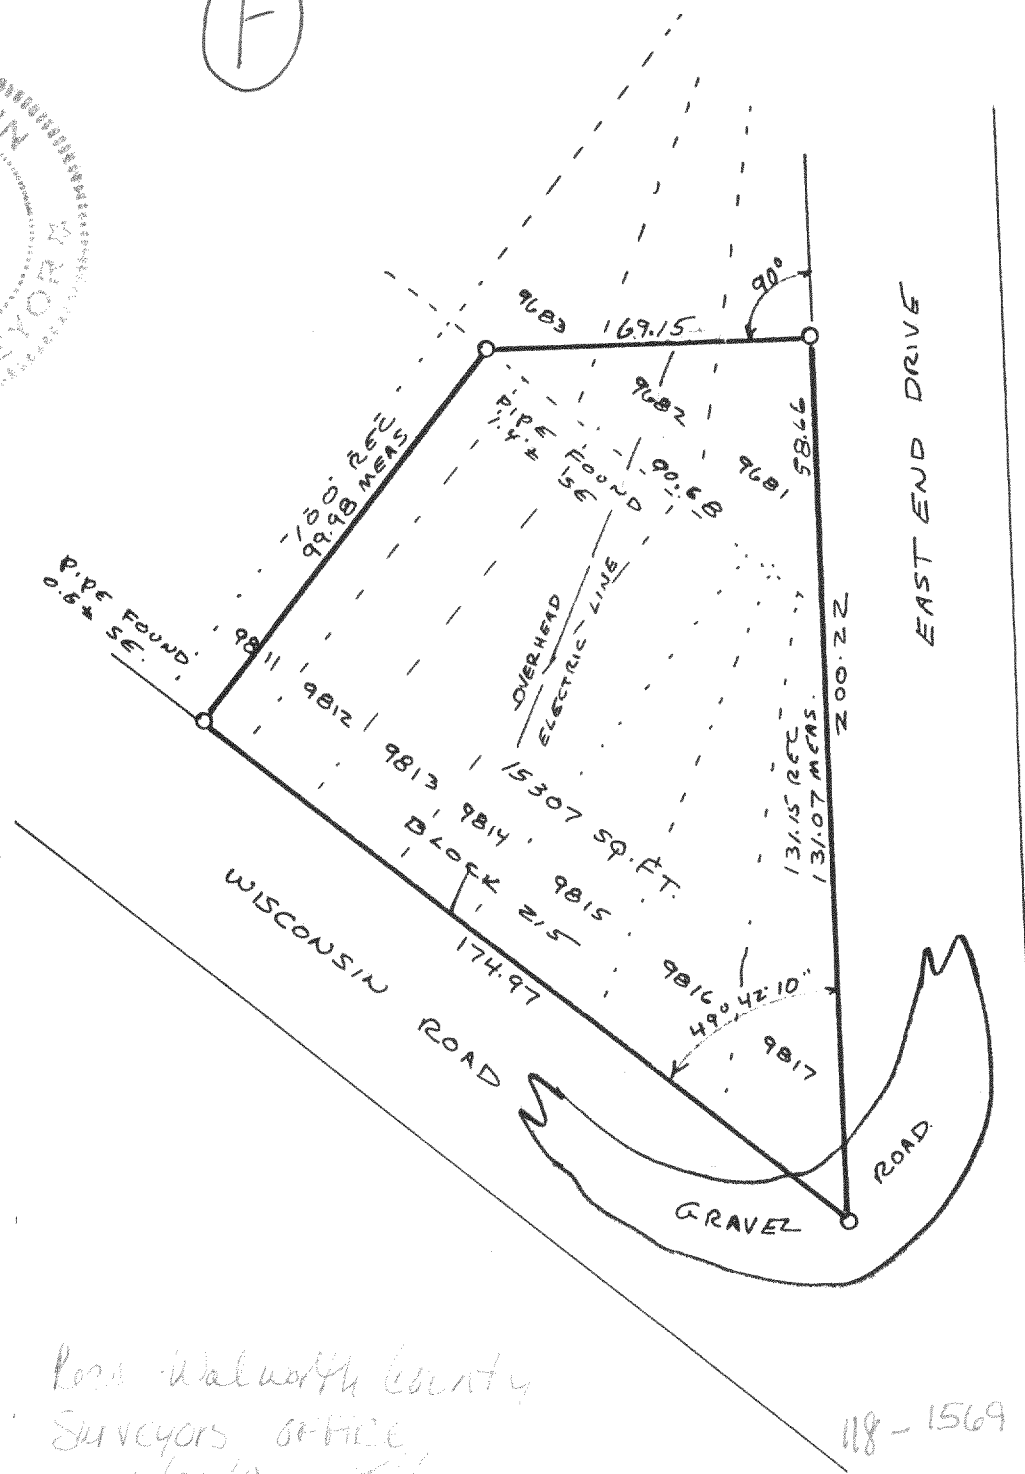 F
90°
9683
169.15
9682
9681
58.66
EAST END DRIVE
PIPE FOUND
1.4'± SE
90.68
100' REC
99.98 MEAS
PIPE FOUND
0.6± SE.
9811
9812
9813
9814
9815
9816
9817
OVERHEAD
ELECTRIC LINE
200.22
131.15 REC
131.07 MEAS.
15307 SQ. FT.
BLOCK 215
174.97
49° 42' 10"
WISCONSIN ROAD
GRAVEL ROAD
Walworth County
Surveyors OFFICE
118-1569